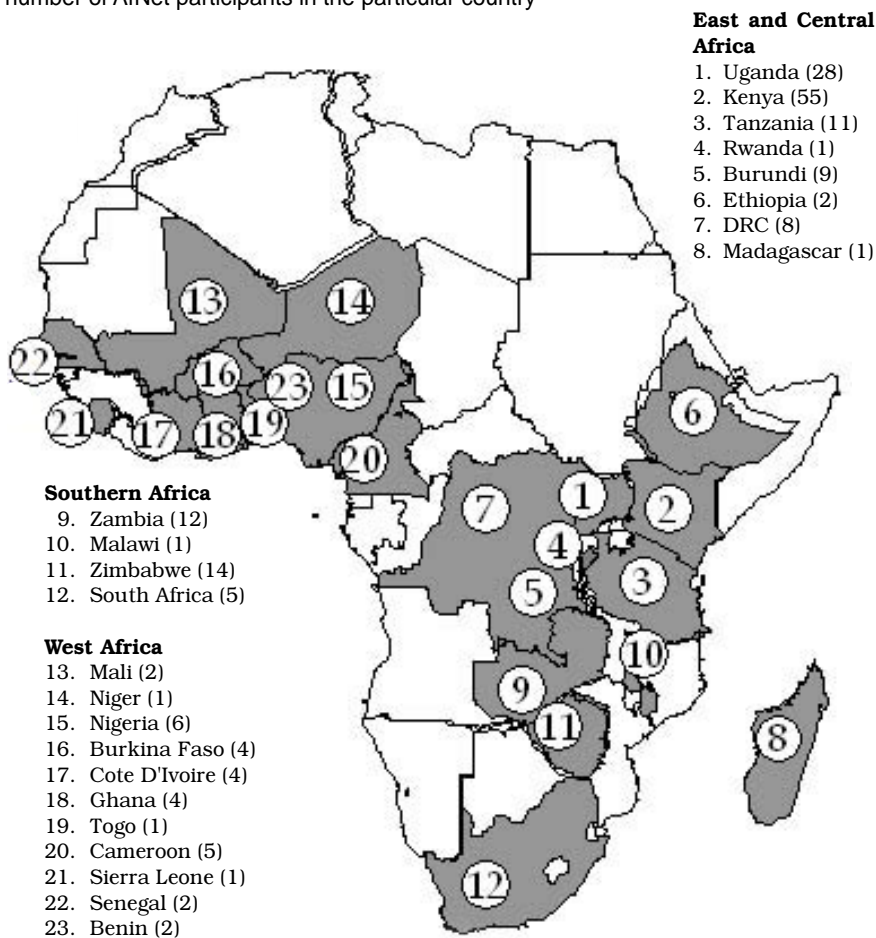 number of AfNet participants in the particular country
East and Central
Africa
1. Uganda (28)
2. Kenya (55)
3. Tanzania (11)
4. Rwanda (1)
5. Burundi (9)
6. Ethiopia (2)
7. DRC (8)
8. Madagascar (1)
13
14
22
16
23
15
6
21
17
18
19
20
1
2
7
4
3
5
10
9
11
8
12
Southern Africa
9. Zambia (12)
10. Malawi (1)
11. Zimbabwe (14)
12. South Africa (5)
West Africa
13. Mali (2)
14. Niger (1)
15. Nigeria (6)
16. Burkina Faso (4)
17. Cote D'Ivoire (4)
18. Ghana (4)
19. Togo (1)
20. Cameroon (5)
21. Sierra Leone (1)
22. Senegal (2)
23. Benin (2)